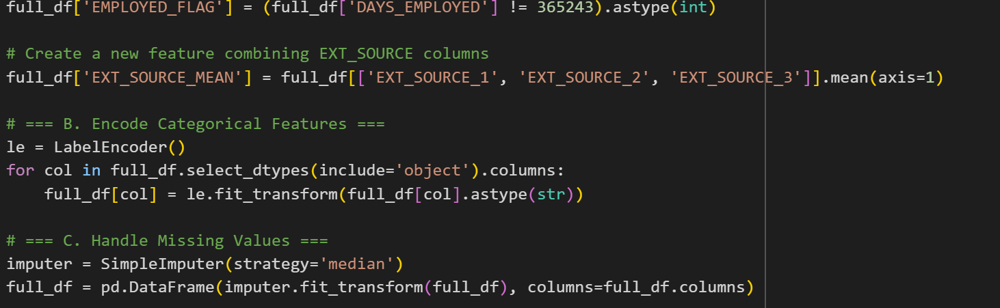 full_df['EMPLOYED_FLAG'] = (full_df['DAYS_EMPLOYED'] != 365243).astype(int)
# Create a new feature combining EXT_SOURCE columns
full_df['EXT_SOURCE_MEAN'] = full_df[['EXT_SOURCE_1', 'EXT_SOURCE_2', 'EXT_SOURCE_3']].mean(axis=1)
# === B. Encode Categorical Features ===
le = LabelEncoder()
for col in full_df.select_dtypes(include='object').columns:
    full_df[col] = le.fit_transform(full_df[col].astype(str))
# === C. Handle Missing Values ===
imputer = SimpleImputer(strategy='median')
full_df = pd.DataFrame(imputer.fit_transform(full_df), columns=full_df.columns)